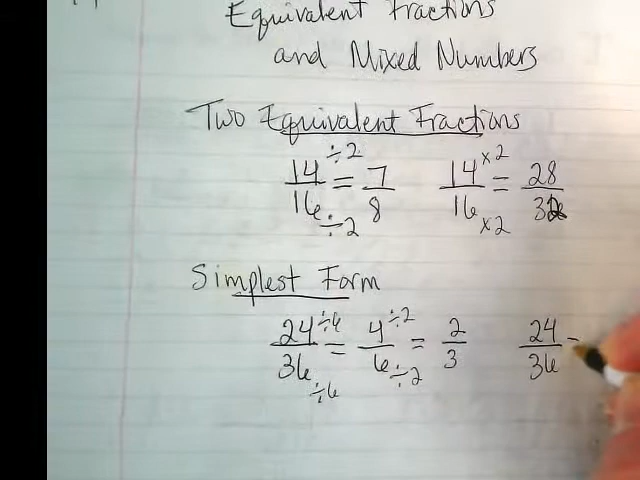 Equivalent Fractions
and Mixed Numbers
Two Equivalent Fractions
14/16 ÷2/÷2 = 7/8 14/16 ×2/×2 = 28/32
Simplest Form
24/36 ÷6/÷6 = 4/6 ÷2/÷2 = 2/3 24/36 -